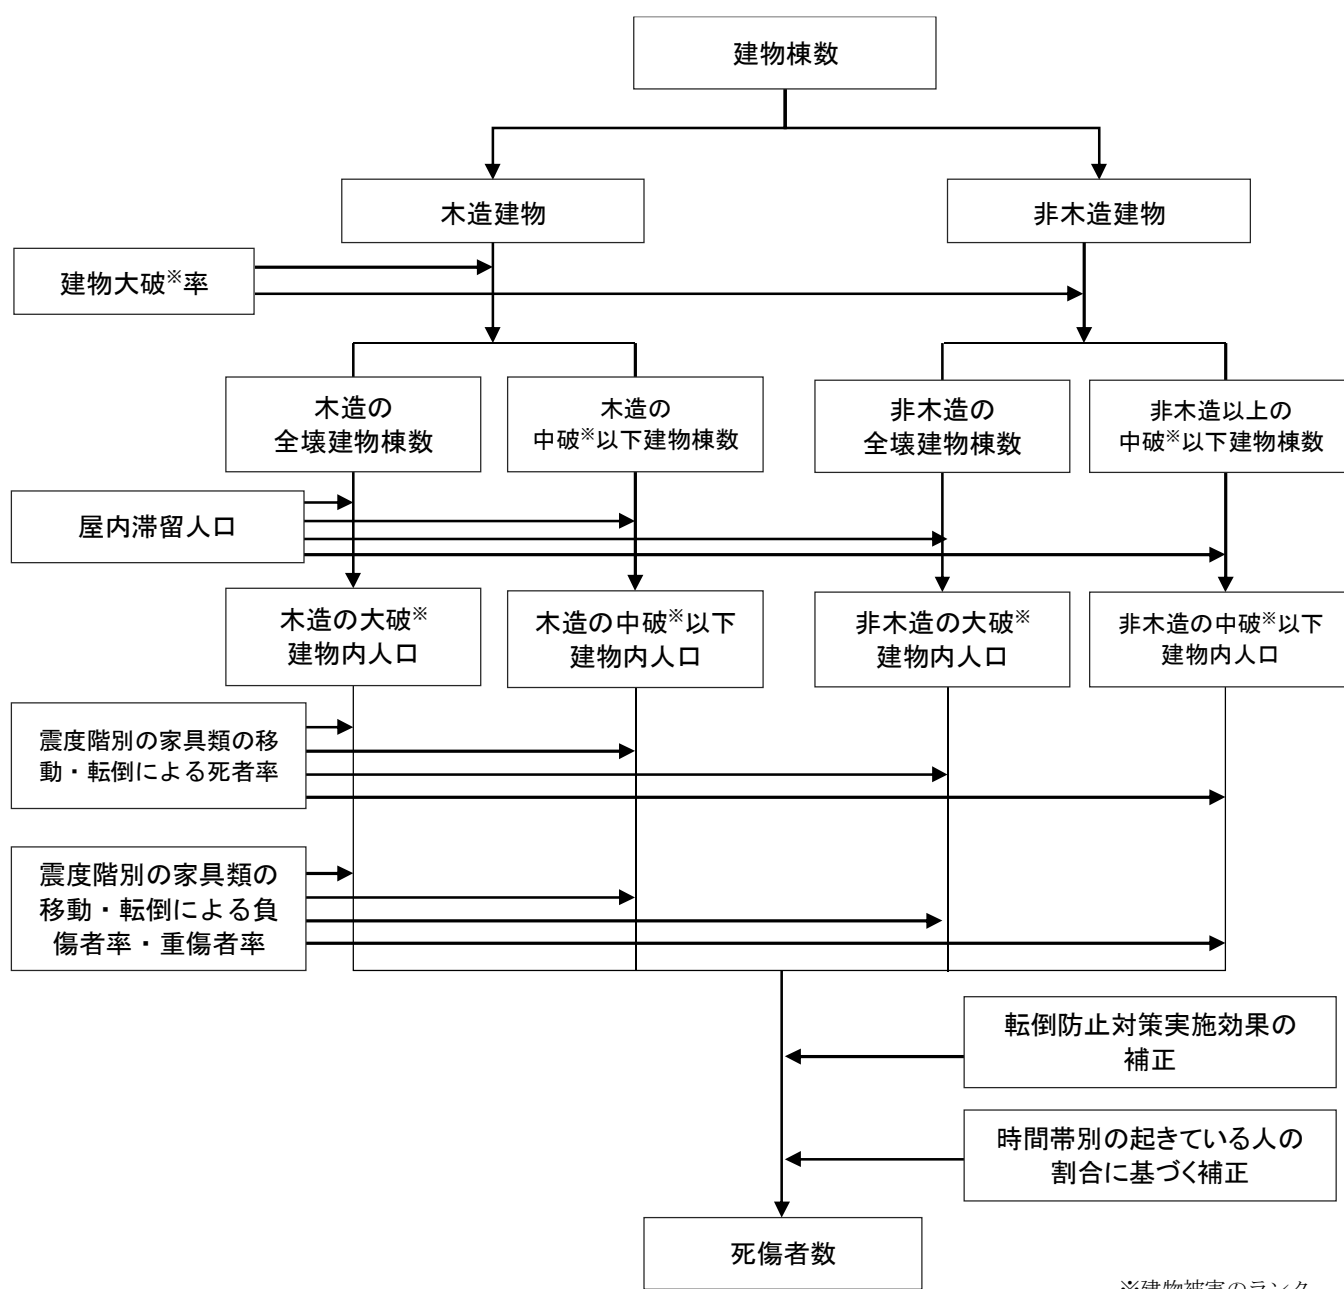 建物棟数
木造建物
非木造建物
建物大破※率
木造の
全壊建物棟数
木造の
中破※以下建物棟数
非木造の
全壊建物棟数
非木造以上の
中破※以下建物棟数
屋内滞留人口
木造の大破※
建物内人口
木造の中破※以下
建物内人口
非木造の大破※
建物内人口
非木造の中破※以下
建物内人口
震度階別の家具類の移
動・転倒による死者率
震度階別の家具類の
移動・転倒による負
傷者率・重傷者率
転倒防止対策実施効果の
補正
時間帯別の起きている人の
割合に基づく補正
死傷者数
※建物被害のランク